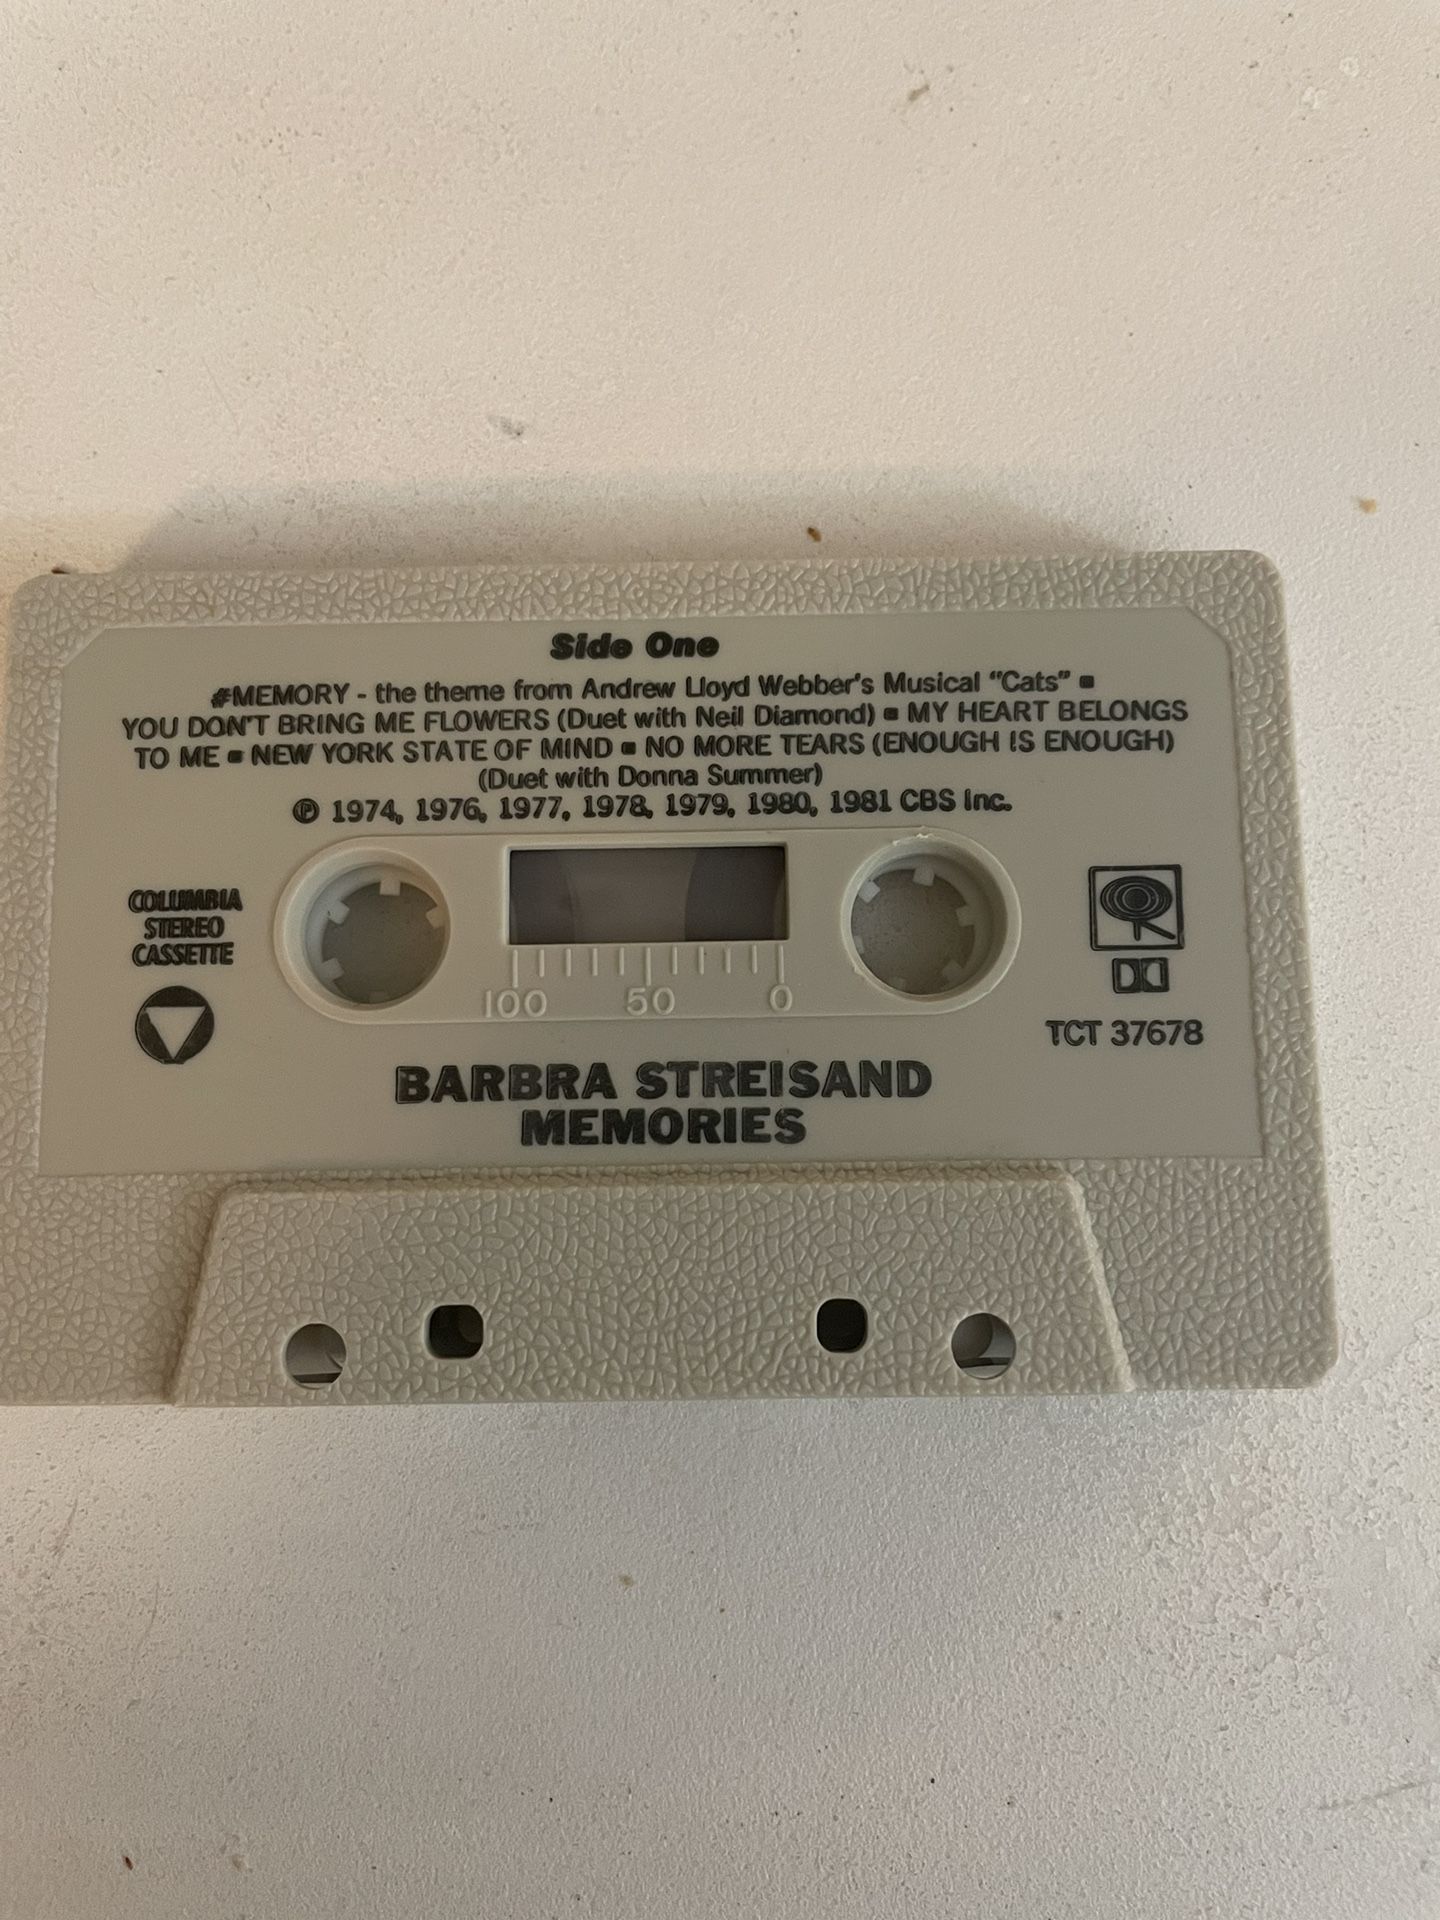 Side One
#MEMORY - the theme from Andrew Lloyd Webber's Musical "Cats" ▪
YOU DON'T BRING ME FLOWERS (Duet with Neil Diamond) ▪ MY HEART BELONGS
TO ME ▪ NEW YORK STATE OF MIND ▪ NO MORE TEARS (ENOUGH IS ENOUGH)
(Duet with Donna Summer)
℗ 1974, 1976, 1977, 1978, 1979, 1980, 1981 CBS Inc.
COLUMBIA
STEREO
CASSETTE
100 50 0
TCT 37678
BARBRA STREISAND
MEMORIES